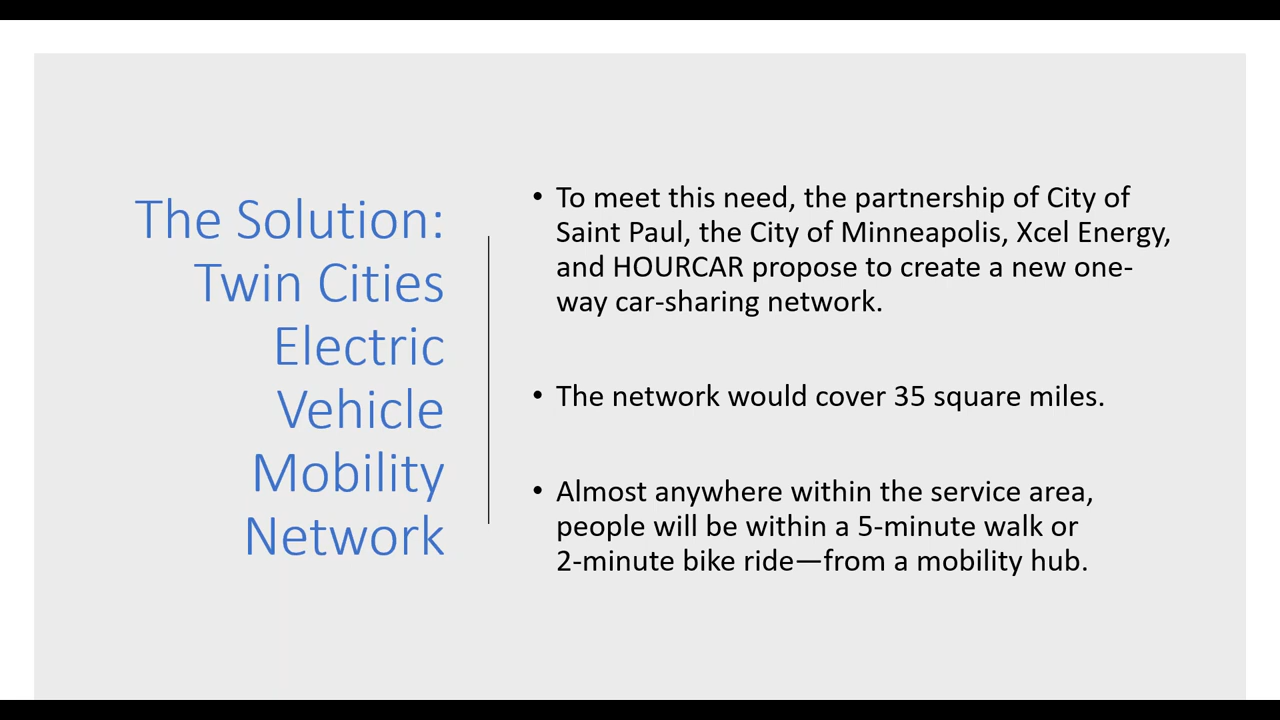 The Solution:
Twin Cities
Electric
Vehicle
Mobility
Network
• To meet this need, the partnership of City of
Saint Paul, the City of Minneapolis, Xcel Energy,
and HOURCAR propose to create a new one-
way car-sharing network.
• The network would cover 35 square miles.
• Almost anywhere within the service area,
people will be within a 5-minute walk or
2-minute bike ride—from a mobility hub.